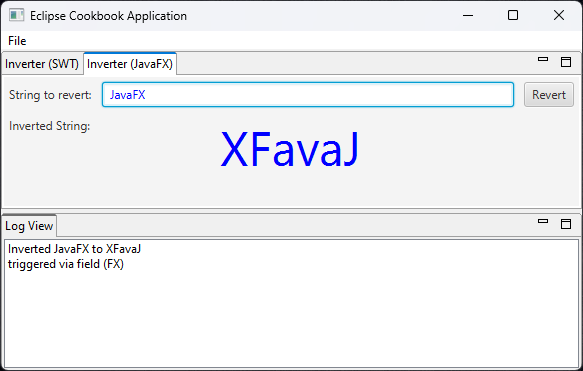 Eclipse Cookbook Application
File
Inverter (SWT) Inverter (JavaFX)
String to revert: JavaFX Revert
Inverted String:
XFavaJ
Log View
Inverted JavaFX to XFavaJ
triggered via field (FX)